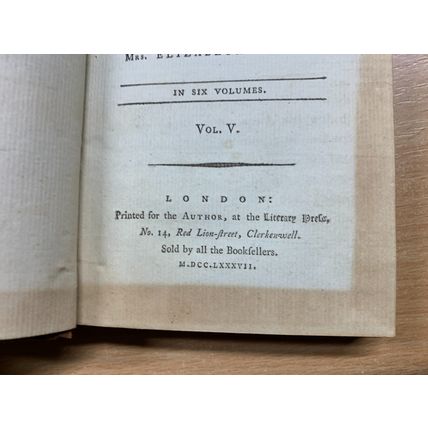 Mrs.
IN SIX VOLUMES.
Vol. V.
LONDON:
Printed for the Author, at the Literary Press,
No. 14, Red Lion-ſtreet, Clerkenwell.
Sold by all the Bookſellers.
M.DCC.LXXXVII.